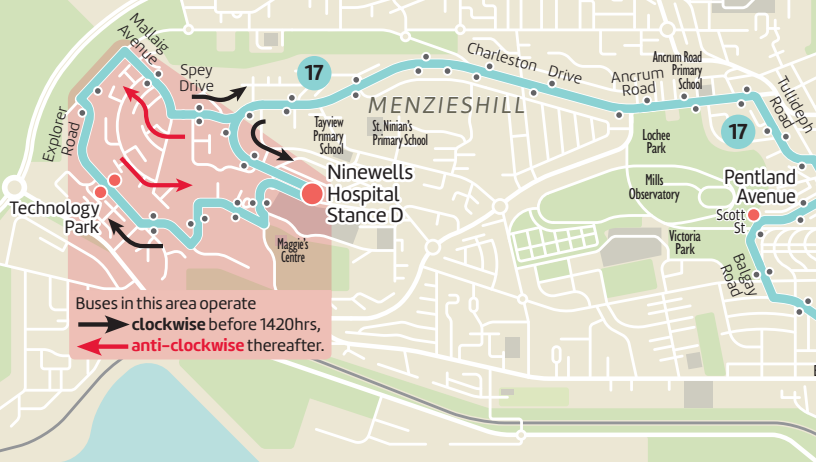 Mallaig
Avenue
Spey
Drive
17
Charleston Drive
Ancrum Road
Primary
School
Ancrum
Road
Tullideph
Road
MENZIESHILL
Explorer
Road
Tayview
Primary
School
St. Ninian's
Primary School
Lochee
Park
17
Ninewells
Hospital
Stance D
Mills
Observatory
Pentland
Avenue
Scott
St
Technology
Park
Maggie's
Centre
Victoria
Park
Balgay
Road
Buses in this area operate
clockwise before 1420hrs,
anti-clockwise thereafter.